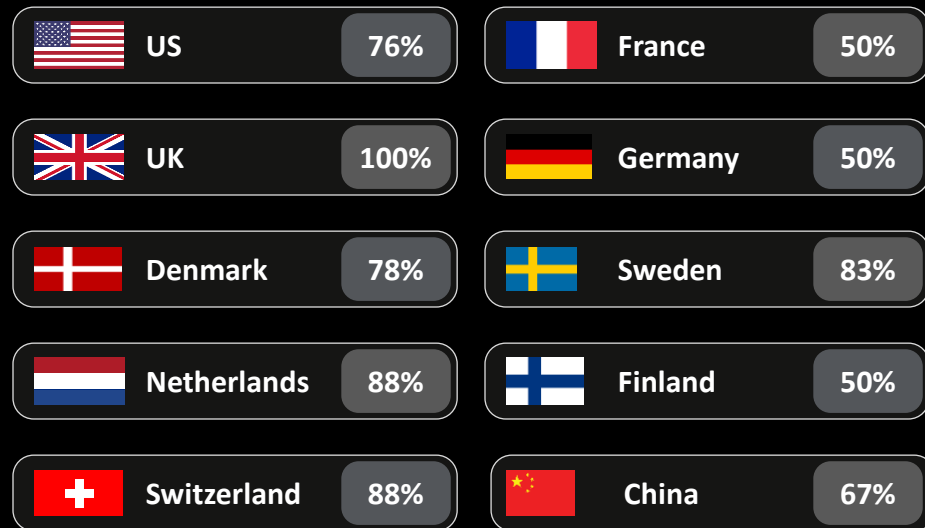 US 76%
France 50%
UK 100%
Germany 50%
Denmark 78%
Sweden 83%
Netherlands 88%
Finland 50%
Switzerland 88%
China 67%